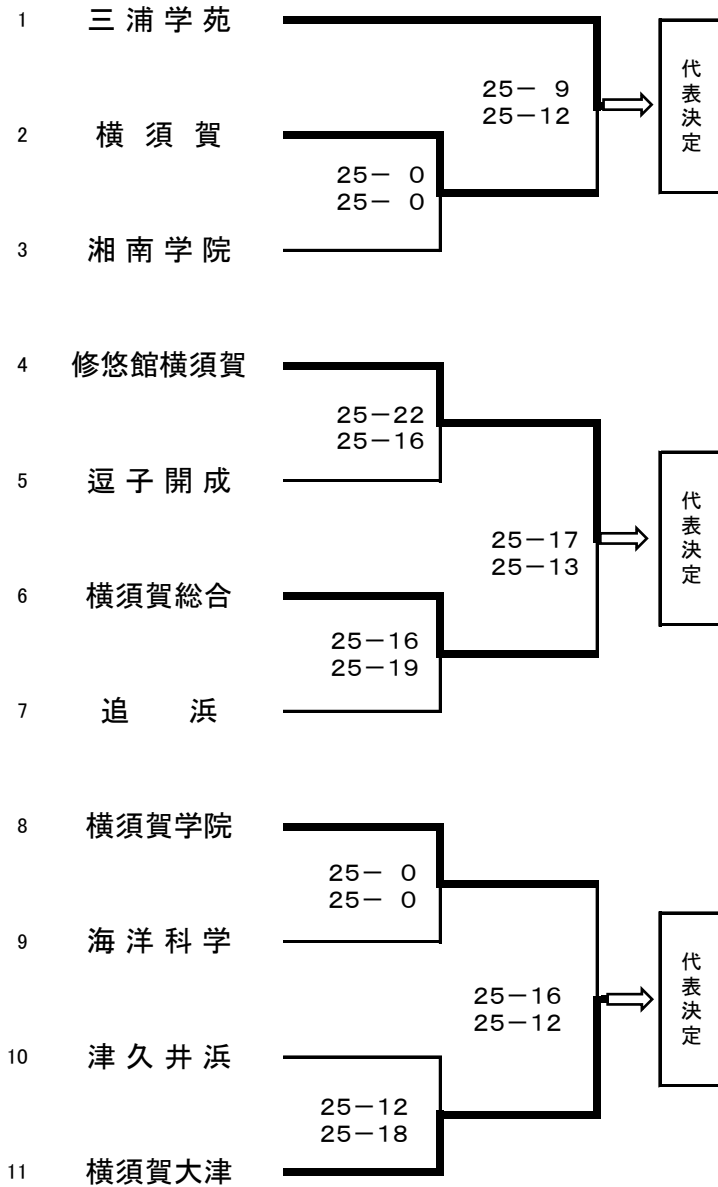 1 三浦学苑
25－ 9
25－12
代表決定
2 横須賀
25－ 0
25－ 0
3 湘南学院
4 修悠館横須賀
25－22
25－16
代表決定
5 逗子開成
25－17
25－13
6 横須賀総合
25－16
25－19
7 追浜
8 横須賀学院
25－ 0
25－ 0
9 海洋科学
代表決定
25－16
25－12
10 津久井浜
25－12
25－18
11 横須賀大津